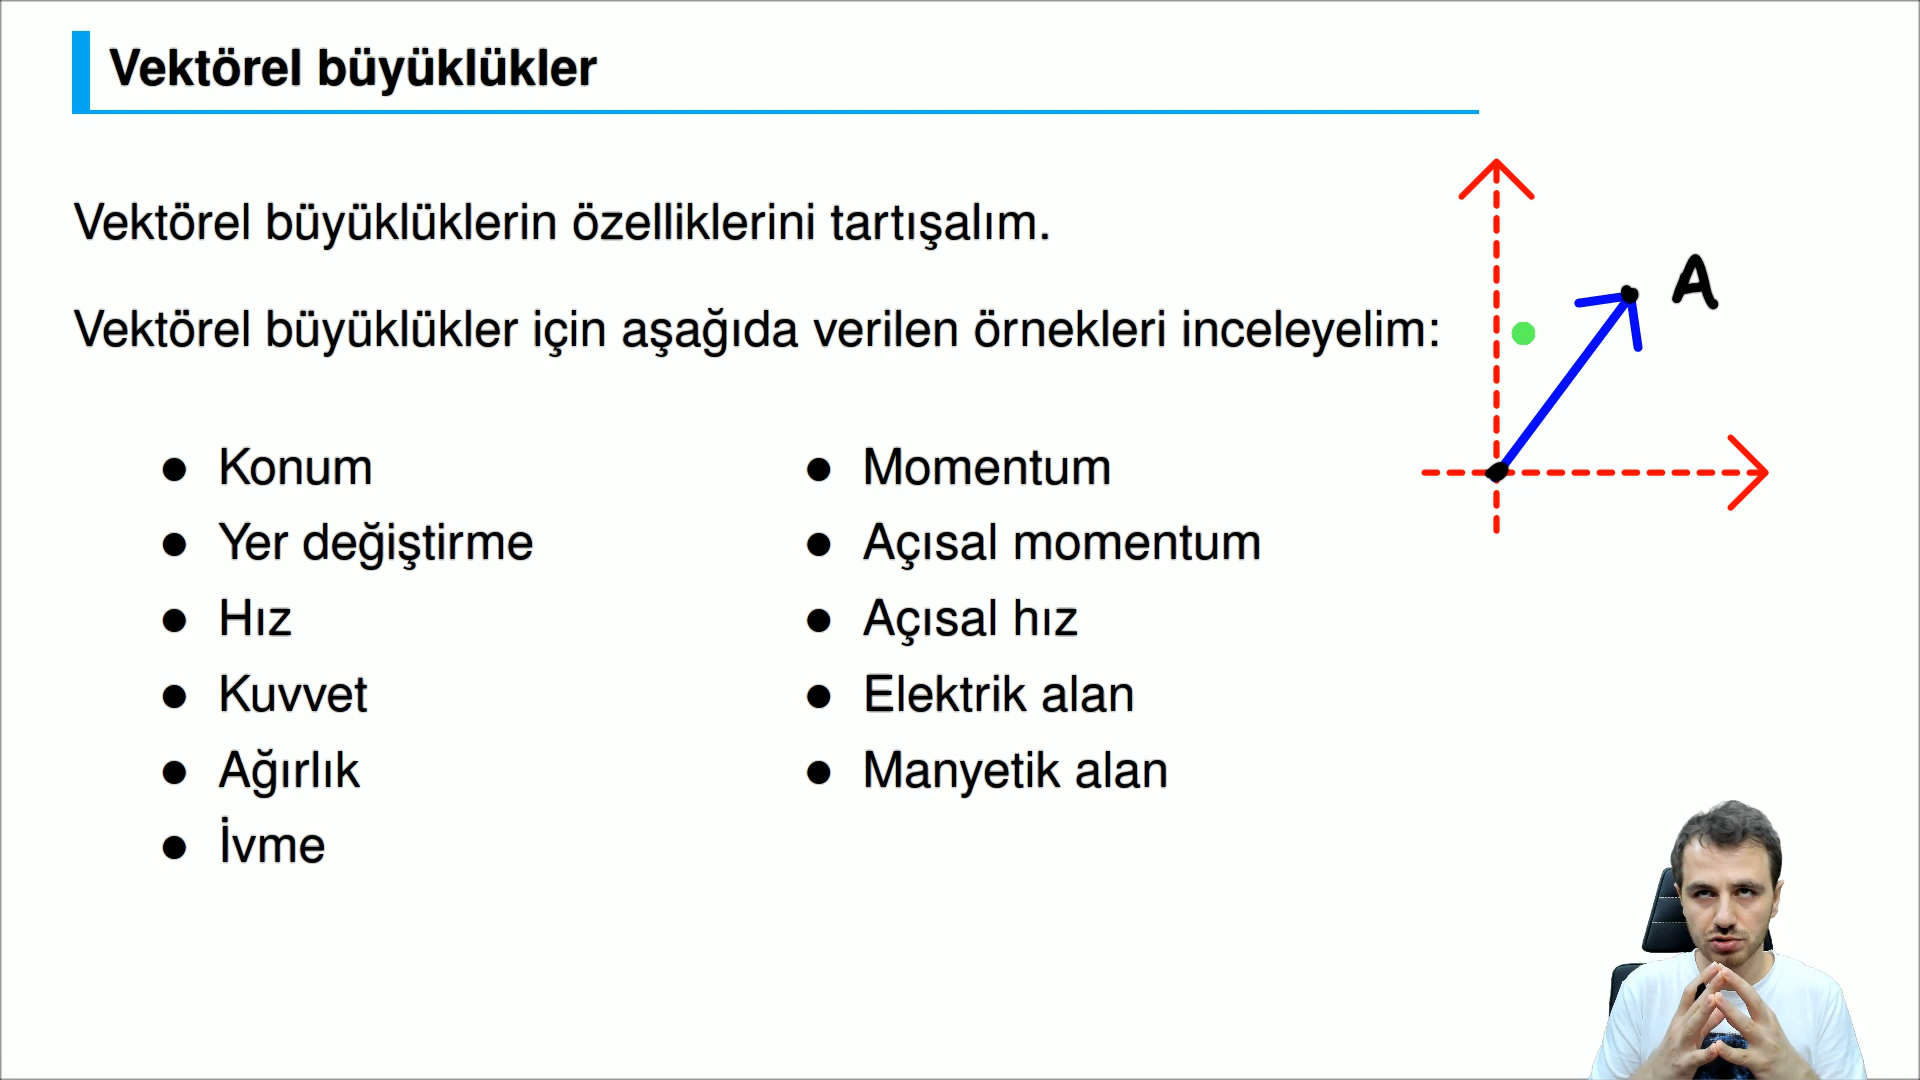 Vektörel büyüklükler
Vektörel büyüklüklerin özelliklerini tartışalım.
Vektörel büyüklükler için aşağıda verilen örnekleri inceleyelim:
A
● Konum
● Yer değiştirme
● Hız
● Kuvvet
● Ağırlık
● İvme
● Momentum
● Açısal momentum
● Açısal hız
● Elektrik alan
● Manyetik alan